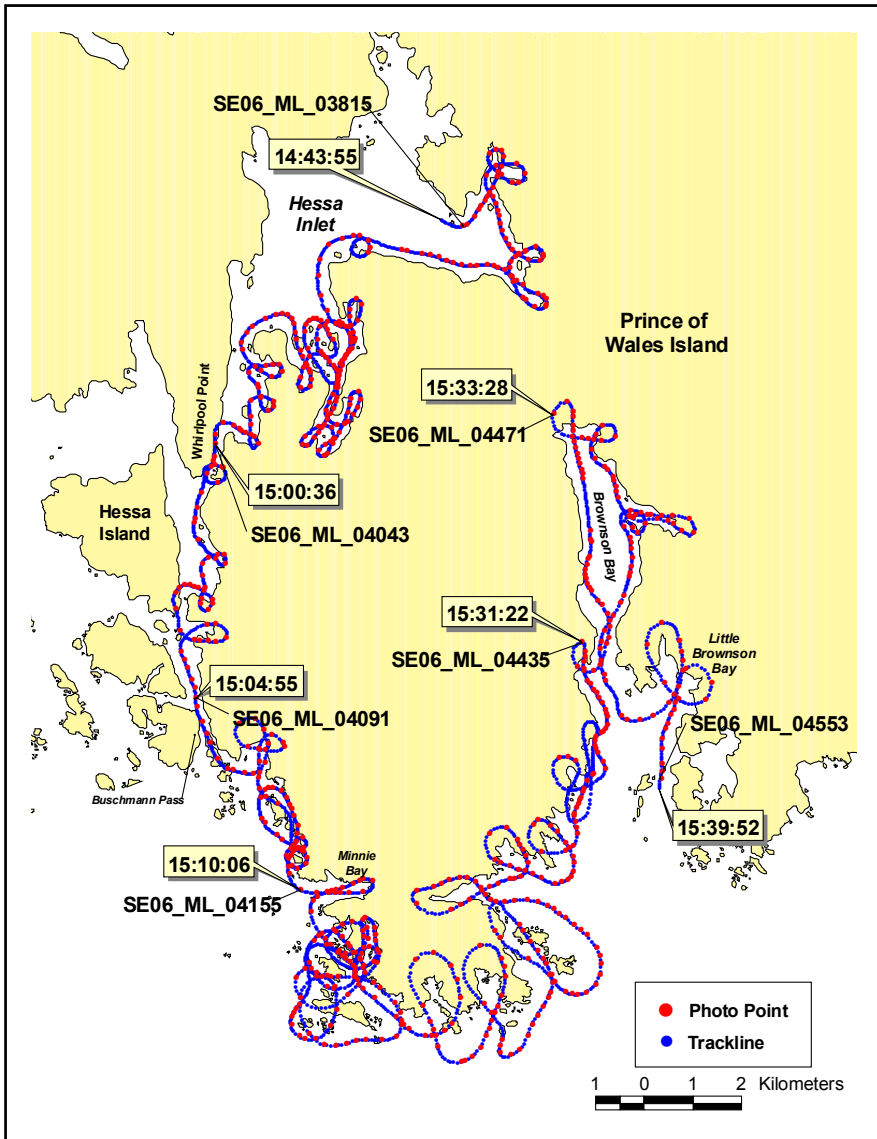 SE06_ML_03815
14:43:55
Hessa
Inlet
Prince of
Wales Island
15:33:28
Whirlpool Point
SE06_ML_04471
15:00:36
Brownson Bay
Hessa
Island
SE06_ML_04043
15:31:22
Little
Brownson
Bay
SE06_ML_04435
15:04:55
SE06_ML_04091
SE06_ML_04553
Buschmann Pass
15:39:52
Minnie
Bay
15:10:06
SE06_ML_04155
Photo Point
Trackline
1 0 1 2 Kilometers